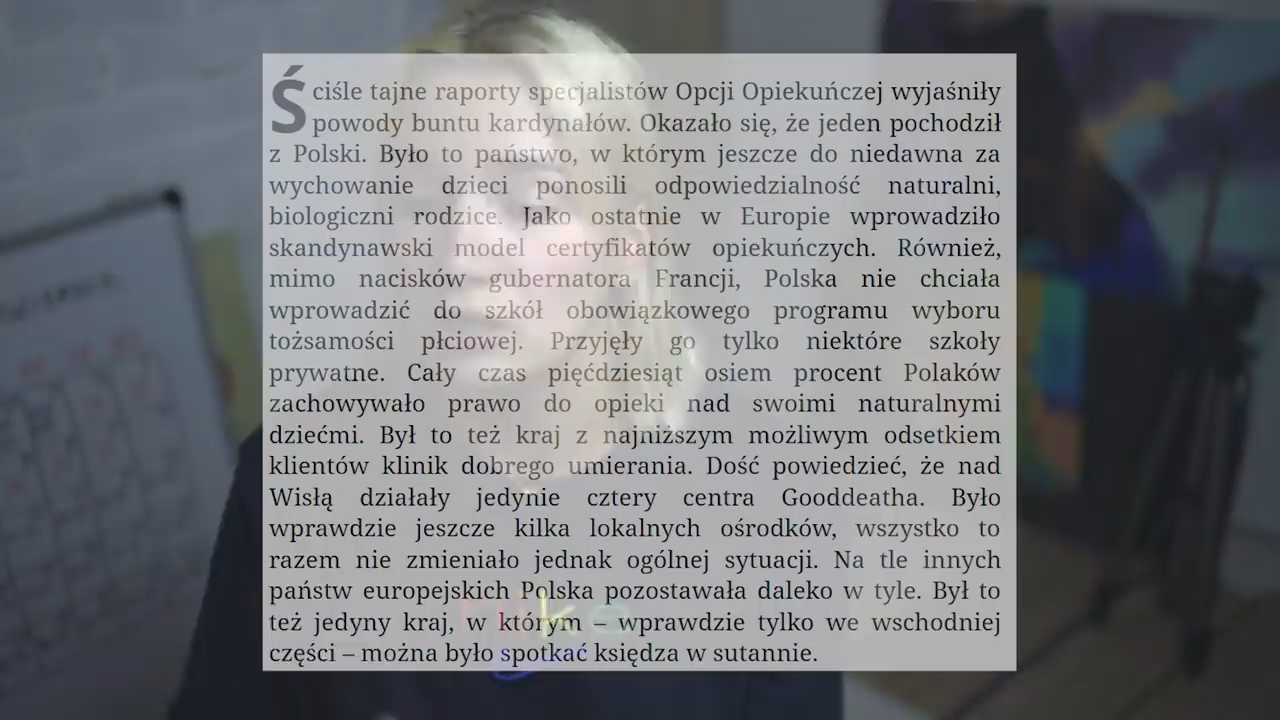 Ściśle tajne raporty specjalistów Opcji Opiekuńczej wyjaśniły
powody buntu kardynałów. Okazało się, że jeden pochodził
z Polski. Było to państwo, w którym jeszcze do niedawna za
wychowanie dzieci ponosili odpowiedzialność naturalni,
biologiczni rodzice. Jako ostatnie w Europie wprowadziło
skandynawski model certyfikatów opiekuńczych. Również,
mimo nacisków gubernatora Francji, Polska nie chciała
wprowadzić do szkół obowiązkowego programu wyboru
tożsamości płciowej. Przyjęły go tylko niektóre szkoły
prywatne. Cały czas pięćdziesiąt osiem procent Polaków
zachowywało prawo do opieki nad swoimi naturalnymi
dziećmi. Był to też kraj z najniższym możliwym odsetkiem
klientów klinik dobrego umierania. Dość powiedzieć, że nad
Wisłą działały jedynie cztery centra Gooddeatha. Było
wprawdzie jeszcze kilka lokalnych ośrodków, wszystko to
razem nie zmieniało jednak ogólnej sytuacji. Na tle innych
państw europejskich Polska pozostawała daleko w tyle. Był to
też jedyny kraj, w którym – wprawdzie tylko we wschodniej
części – można było spotkać księdza w sutannie.